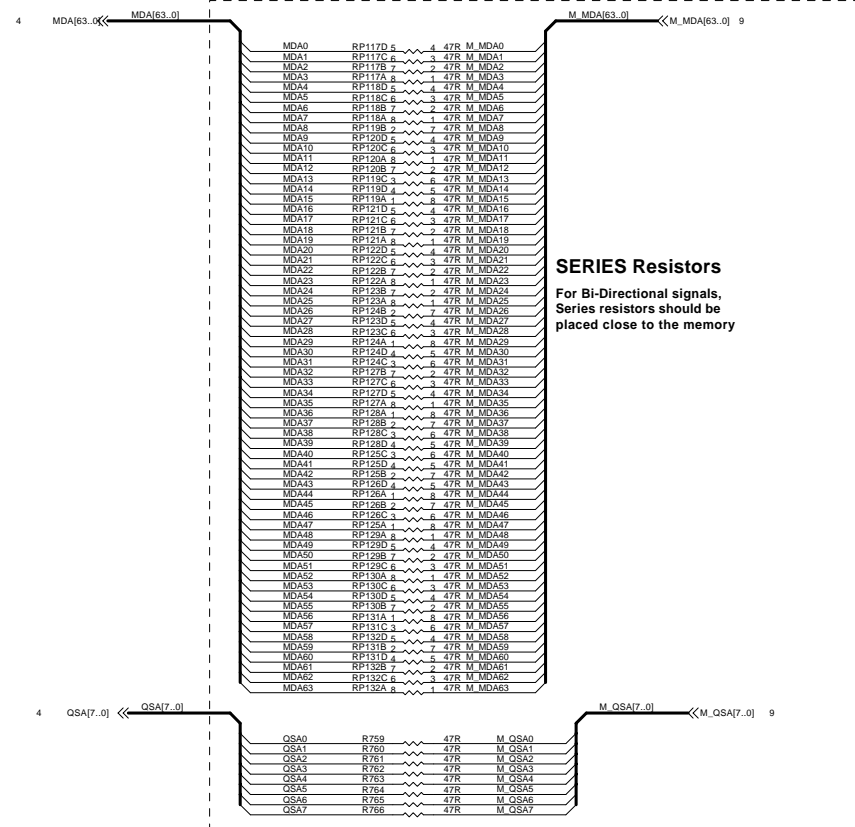 4 MDA[63..0] MDA[63..0] M_MDA[63..0] M_MDA[63..0] 9
MDA0 RP117D 5 4 47R M_MDA0
MDA1 RP117C 6 3 47R M_MDA1
MDA2 RP117B 7 2 47R M_MDA2
MDA3 RP117A 8 1 47R M_MDA3
MDA4 RP118D 5 4 47R M_MDA4
MDA5 RP118C 6 3 47R M_MDA5
MDA6 RP118B 7 2 47R M_MDA6
MDA7 RP118A 8 1 47R M_MDA7
MDA8 RP119B 2 7 47R M_MDA8
MDA9 RP120D 5 4 47R M_MDA9
MDA10 RP120C 6 3 47R M_MDA10
MDA11 RP120A 8 1 47R M_MDA11
MDA12 RP120B 7 2 47R M_MDA12
MDA13 RP119C 3 6 47R M_MDA13
MDA14 RP119D 4 5 47R M_MDA14
MDA15 RP119A 1 8 47R M_MDA15
MDA16 RP121D 5 4 47R M_MDA16
MDA17 RP121C 6 3 47R M_MDA17
MDA18 RP121B 7 2 47R M_MDA18
MDA19 RP121A 8 1 47R M_MDA19
MDA20 RP122D 5 4 47R M_MDA20
MDA21 RP122C 6 3 47R M_MDA21
MDA22 RP122B 7 2 47R M_MDA22
MDA23 RP122A 8 1 47R M_MDA23
MDA24 RP123B 7 2 47R M_MDA24
MDA25 RP123A 8 1 47R M_MDA25
MDA26 RP124B 2 7 47R M_MDA26
MDA27 RP123D 5 4 47R M_MDA27
MDA28 RP123C 6 3 47R M_MDA28
MDA29 RP124A 1 8 47R M_MDA29
MDA30 RP124D 4 5 47R M_MDA30
MDA31 RP124C 3 6 47R M_MDA31
MDA32 RP127B 7 2 47R M_MDA32
MDA33 RP127C 6 3 47R M_MDA33
MDA34 RP127D 5 4 47R M_MDA34
MDA35 RP127A 8 1 47R M_MDA35
MDA36 RP128A 1 8 47R M_MDA36
MDA37 RP128B 2 7 47R M_MDA37
MDA38 RP128C 3 6 47R M_MDA38
MDA39 RP128D 4 5 47R M_MDA39
MDA40 RP125C 3 6 47R M_MDA40
MDA41 RP125D 4 5 47R M_MDA41
MDA42 RP125B 2 7 47R M_MDA42
MDA43 RP126D 4 5 47R M_MDA43
MDA44 RP126A 1 8 47R M_MDA44
MDA45 RP126B 2 7 47R M_MDA45
MDA46 RP126C 3 6 47R M_MDA46
MDA47 RP125A 1 8 47R M_MDA47
MDA48 RP129A 8 1 47R M_MDA48
MDA49 RP129D 5 4 47R M_MDA49
MDA50 RP129B 7 2 47R M_MDA50
MDA51 RP129C 6 3 47R M_MDA51
MDA52 RP130A 8 1 47R M_MDA52
MDA53 RP130C 6 3 47R M_MDA53
MDA54 RP130D 5 4 47R M_MDA54
MDA55 RP130B 7 2 47R M_MDA55
MDA56 RP131A 1 8 47R M_MDA56
MDA57 RP131C 3 6 47R M_MDA57
MDA58 RP132D 5 4 47R M_MDA58
MDA59 RP131B 2 7 47R M_MDA59
MDA60 RP131D 4 5 47R M_MDA60
MDA61 RP132B 7 2 47R M_MDA61
MDA62 RP132C 6 3 47R M_MDA62
MDA63 RP132A 8 1 47R M_MDA63
SERIES Resistors
For Bi-Directional signals,
Series resistors should be
placed close to the memory
4 QSA[7..0] QSA[7..0] M_QSA[7..0] M_QSA[7..0] 9
QSA0 R759 47R M_QSA0
QSA1 R760 47R M_QSA1
QSA2 R761 47R M_QSA2
QSA3 R762 47R M_QSA3
QSA4 R763 47R M_QSA4
QSA5 R764 47R M_QSA5
QSA6 R765 47R M_QSA6
QSA7 R766 47R M_QSA7